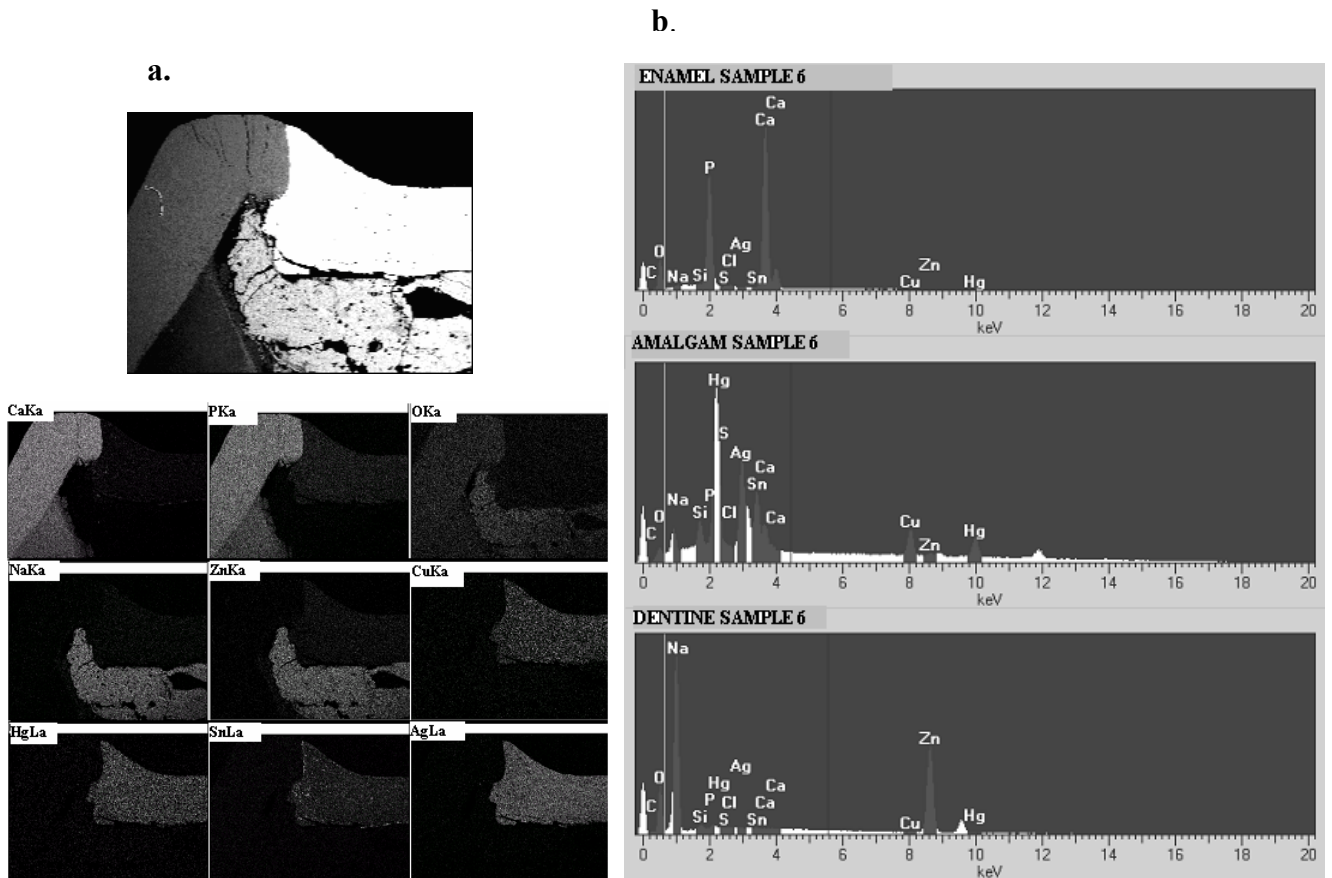 a.
CaKa PKa OKa
NaKa ZnKa CuKa
HgLa SnLa AgLa
b.
ENAMEL SAMPLE 6
Ca
Ca
P
O Ag
C Na Si Cl S Sn Cu Zn Hg
0 2 4 6 8 10 12 14 16 18 20
keV
AMALGAM SAMPLE 6
Hg
S
Ag
Ca
Na P Sn
O Si Cl Ca Cu Hg
C Zn
0 2 4 6 8 10 12 14 16 18 20
keV
DENTINE SAMPLE 6
Na
Zn
Ag
O Hg Ca
C P Cl Ca Hg
Si S Sn Cu
0 2 4 6 8 10 12 14 16 18 20
keV